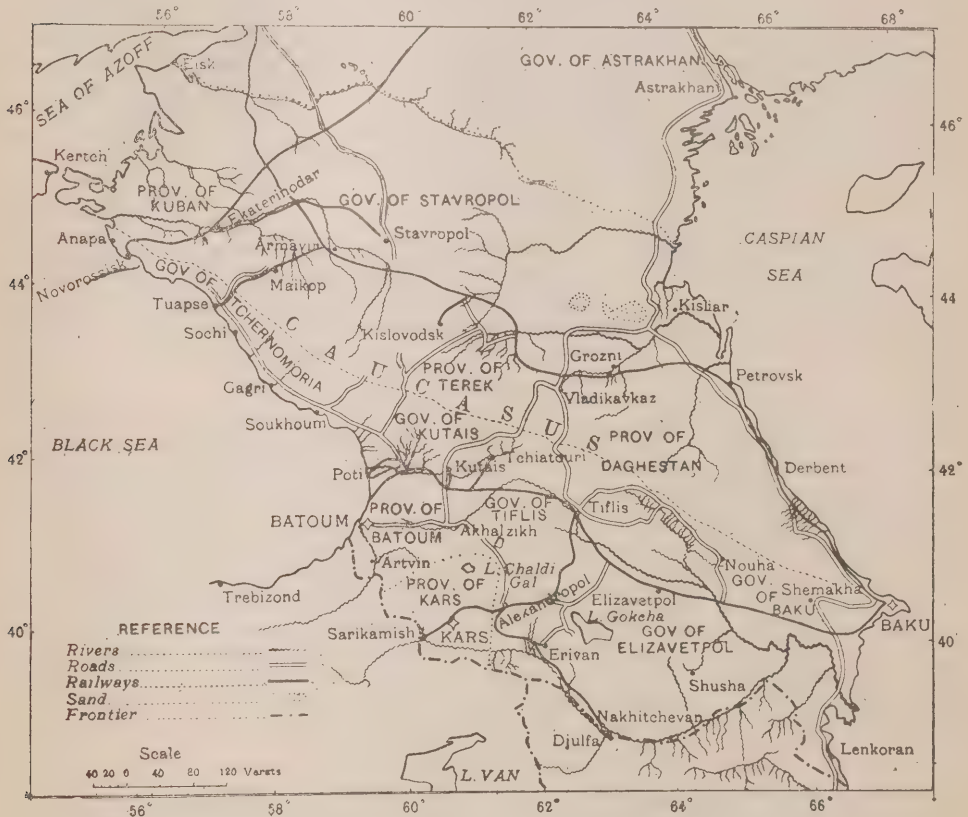 56° 58° 60° 62° 64° 66° 68°
SEA OF AZOFF
Eisk
GOV. OF ASTRAKHAN
Astrakhan
46°
46°
Kertch
PROV. OF
KUBAN
Ekaterinodar
GOV. OF STAVROPOL
Stavropol
Anapa
Armavir
CASPIAN
SEA
Novorossisk
GOV. OF TCHERNOMORIA
Maikop
44°
44
Tuapse
Kisliar
Sochi
CAUCASUS
Kislovodsk
Grozni
PROV. OF
TEREK
Petrovsk
Gagri
Vladikavkaz
Soukhoum
GOV. OF
KUTAIS
BLACK SEA
PROV OF
DAGHESTAN
42°
42°
Poti
Kutais
Tchiatouri
Derbent
PROV. OF
BATOUM
GOV. OF
TIFLIS
Tiflis
BATOUM
Akhalzikh
Artvin
L. Chaldi
Gal
Nouha
PROV. OF
KARS
GOV.
OF
BAKU
Shemakha
Trebizond
Alexandropol
Elizavetpol
L. Gokcha
BAKU
40°
40°
Sarikamish
KARS
GOV OF
ELIZAVETPOL
Erivan
Shusha
REFERENCE
Rivers
Roads
Railways
Sand
Frontier
Nakhitchevan
Djulfa
Lenkoran
Scale
40 20 0 40 80 120 Varsts
L. VAN
56° 58° 60° 62° 64° 66°